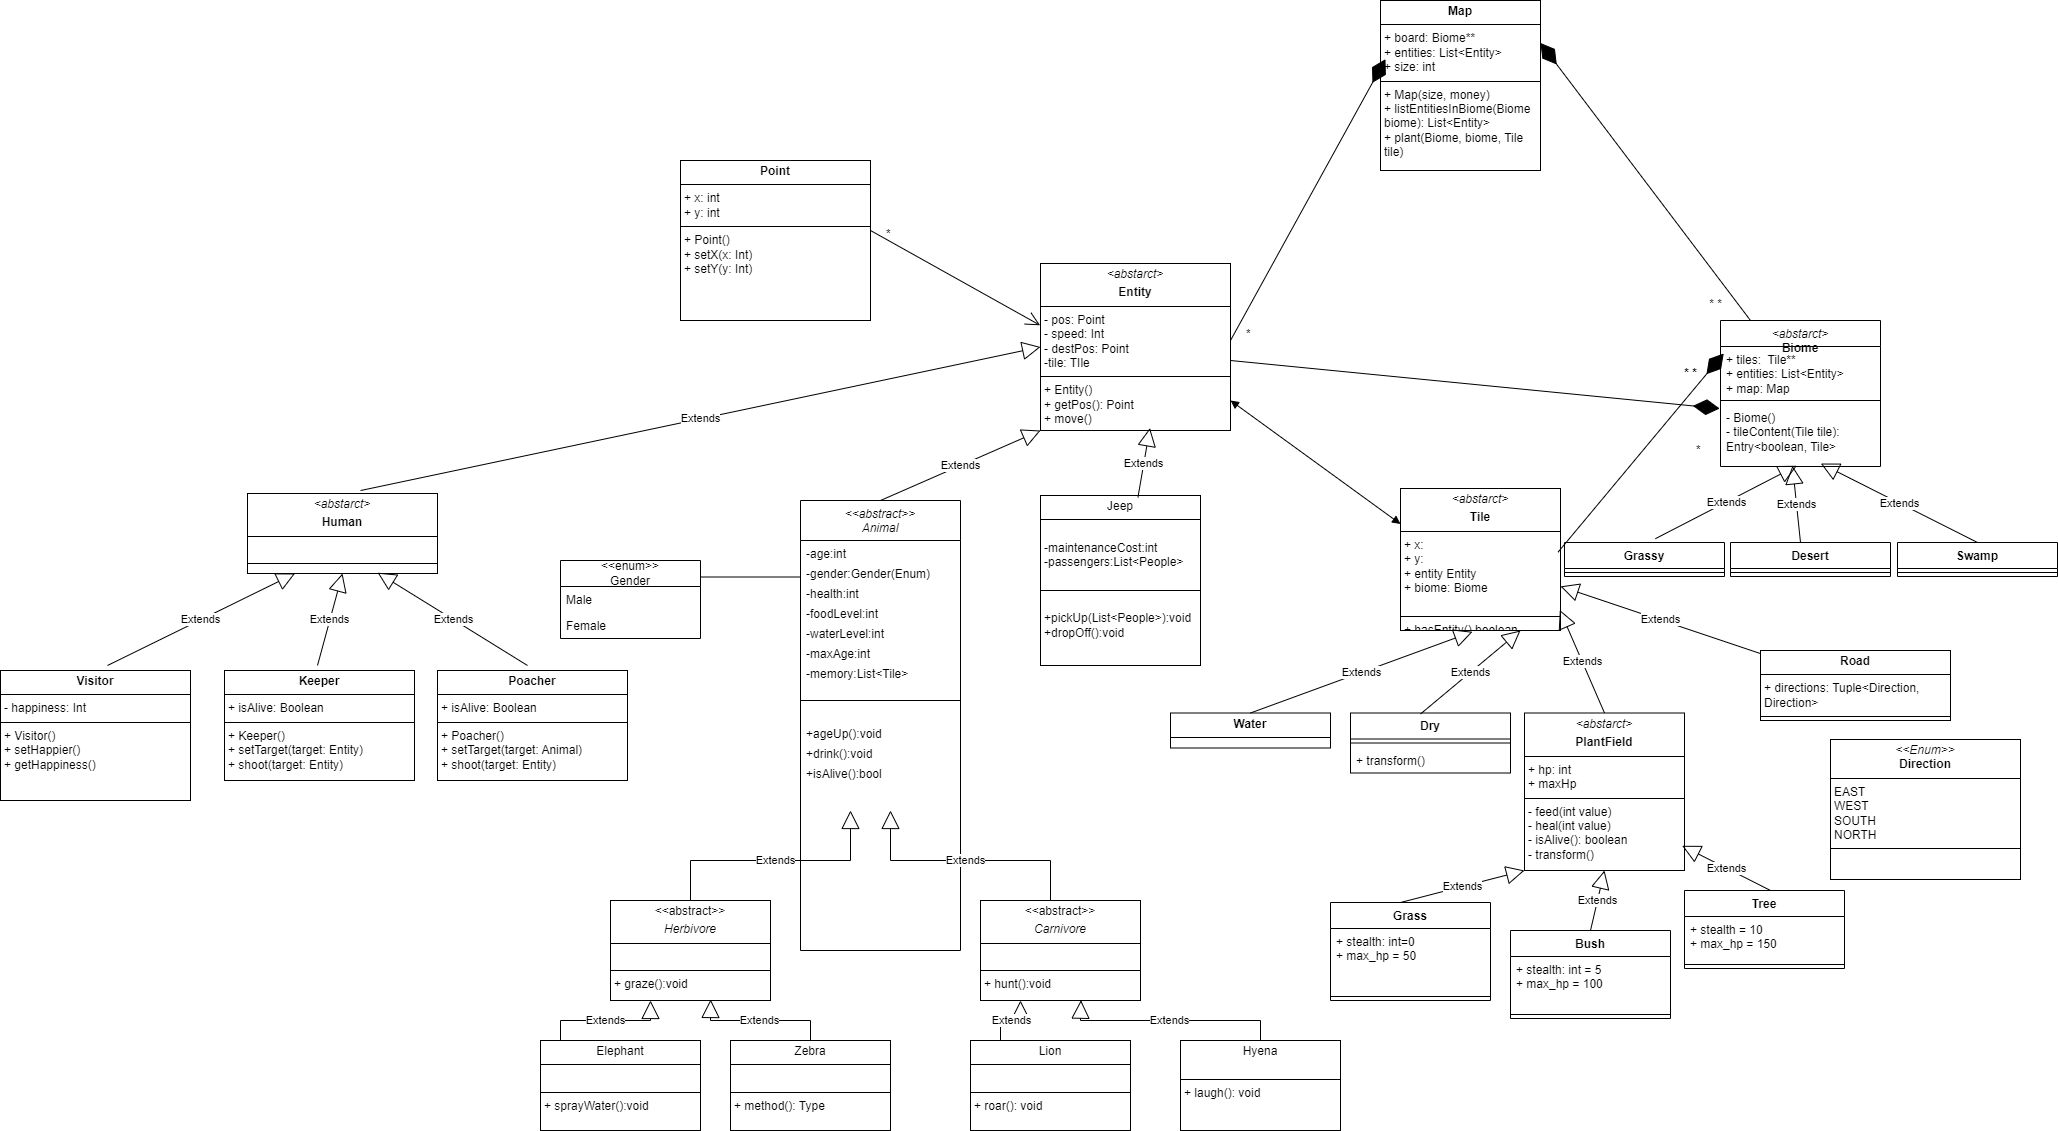 Map
+ board: Biome**
+ entities: List<Entity>
+ size: int
+ Map(size, money)
+ listEntitiesInBiome(Biome
biome): List<Entity>
+ plant(Biome, biome, Tile
tile)
Point
+ x: int
+ y: int
+ Point()
+ setX(x: Int)
+ setY(y: Int)
*
<abstarct>
Entity
- pos: Point
- speed: Int
- destPos: Point
-tile: TIle
+ Entity()
+ getPos(): Point
+ move()
*
* *
* *
*
<abstarct>
Biome
+ tiles:  Tile**
+ entities: List<Entity>
+ map: Map
- Biome()
- tileContent(Tile tile):
Entry<boolean, Tile>
Extends
Extends
Extends
Extends
Extends
Extends
Grassy
Desert
Swamp
<abstarct>
Human
<<abstract>>
Animal
-age:int
-gender:Gender(Enum)
-health:int
-foodLevel:int
-waterLevel:int
-maxAge:int
-memory:List<Tile>
+ageUp():void
+drink():void
+isAlive():bool
Jeep
-maintenanceCost:int
-passengers:List<People>
+pickUp(List<People>):void
+dropOff():void
<abstarct>
Tile
+ x:
+ y:
+ entity Entity
+ biome: Biome
+ hasEntity() boolean
<<enum>>
Gender
Male
Female
Extends
Extends
Extends
Extends
Extends
Extends
Extends
Visitor
- happiness: Int
+ Visitor()
+ setHappier()
+ getHappiness()
Keeper
+ isAlive: Boolean
+ Keeper()
+ setTarget(target: Entity)
+ shoot(target: Entity)
Poacher
+ isAlive: Boolean
+ Poacher()
+ setTarget(target: Animal)
+ shoot(target: Entity)
Water
Dry
+ transform()
<abstarct>
PlantField
+ hp: int
+ maxHp
- feed(int value)
- heal(int value)
- isAlive(): boolean
- transform()
Road
+ directions: Tuple<Direction,
Direction>
<<Enum>>
Direction
EAST
WEST
SOUTH
NORTH
Extends
Extends
Extends
Extends
Extends
<<abstract>>
Herbivore
+ graze():void
<<abstract>>
Carnivore
+ hunt():void
Grass
+ stealth: int=0
+ max_hp = 50
Bush
+ stealth: int = 5
+ max_hp = 100
Tree
+ stealth = 10
+ max_hp = 150
Extends
Extends
Extends
Extends
Elephant
+ sprayWater():void
Zebra
+ method(): Type
Lion
+ roar(): void
Hyena
+ laugh(): void